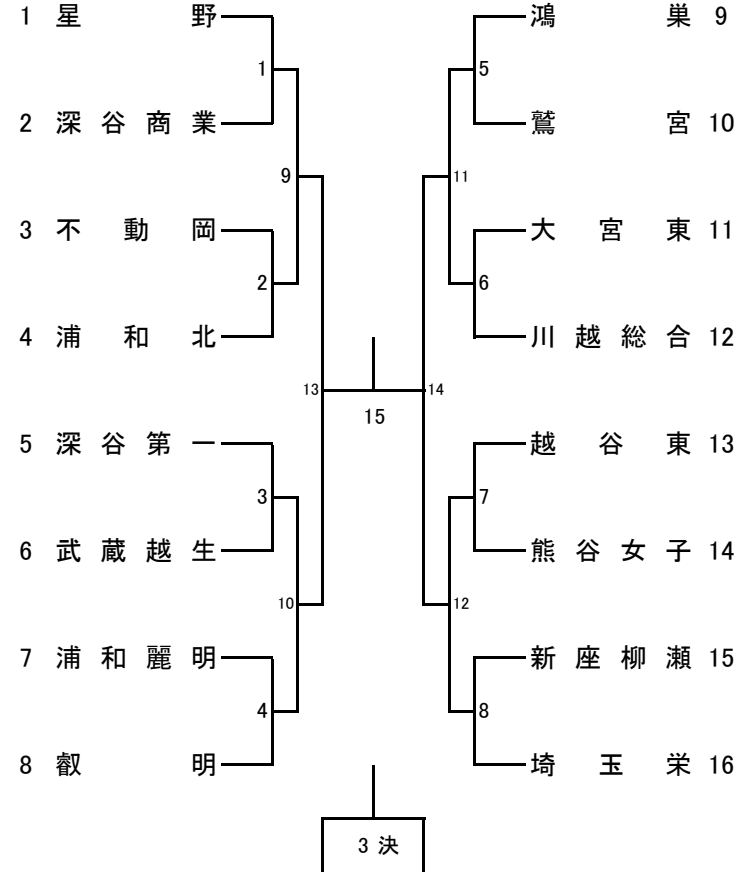 1 星野 鴻巣 9
1 5
2 深谷商業 鷲宮 10
9 11
3 不動岡 大宮東 11
2 6
4 浦和北 川越総合 12
13 14
15
5 深谷第一 越谷東 13
3 7
6 武蔵越生 熊谷女子 14
10 12
7 浦和麗明 新座柳瀬 15
4 8
8 叡明 埼玉栄 16
3決